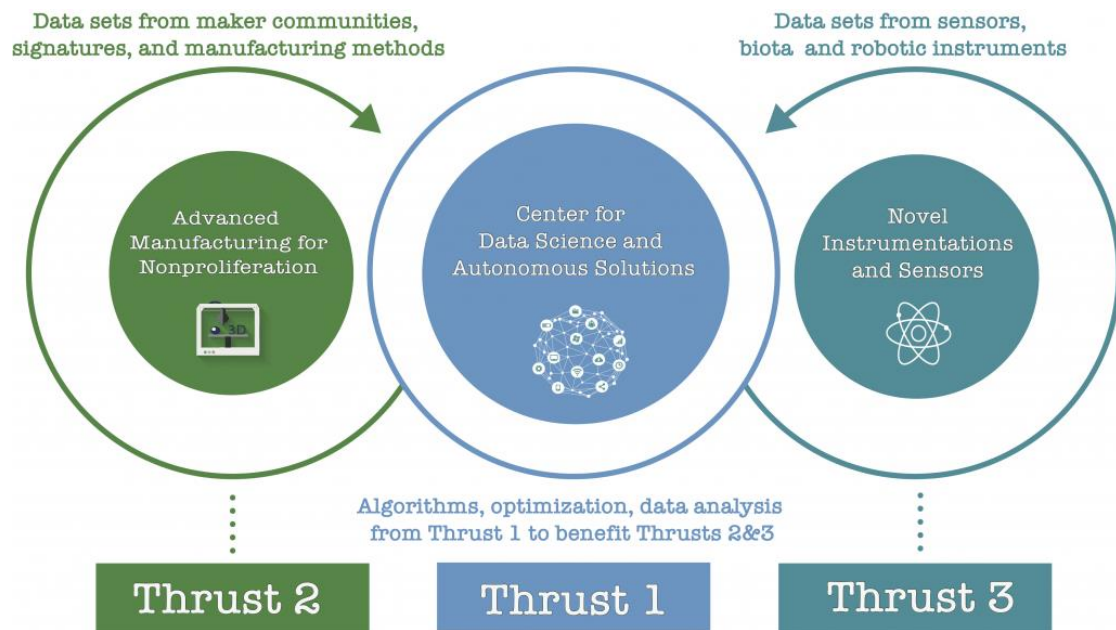 Data sets from maker communities,
signatures, and manufacturing methods
Data sets from sensors,
biota and robotic instruments
Advanced
Manufacturing for
Nonproliferation
3D
Center for
Data Science and
Autonomous Solutions
Novel
Instrumentations
and Sensors
Algorithms, optimization, data analysis
from Thrust 1 to benefit Thrusts 2&3
Thrust 2
Thrust 1
Thrust 3